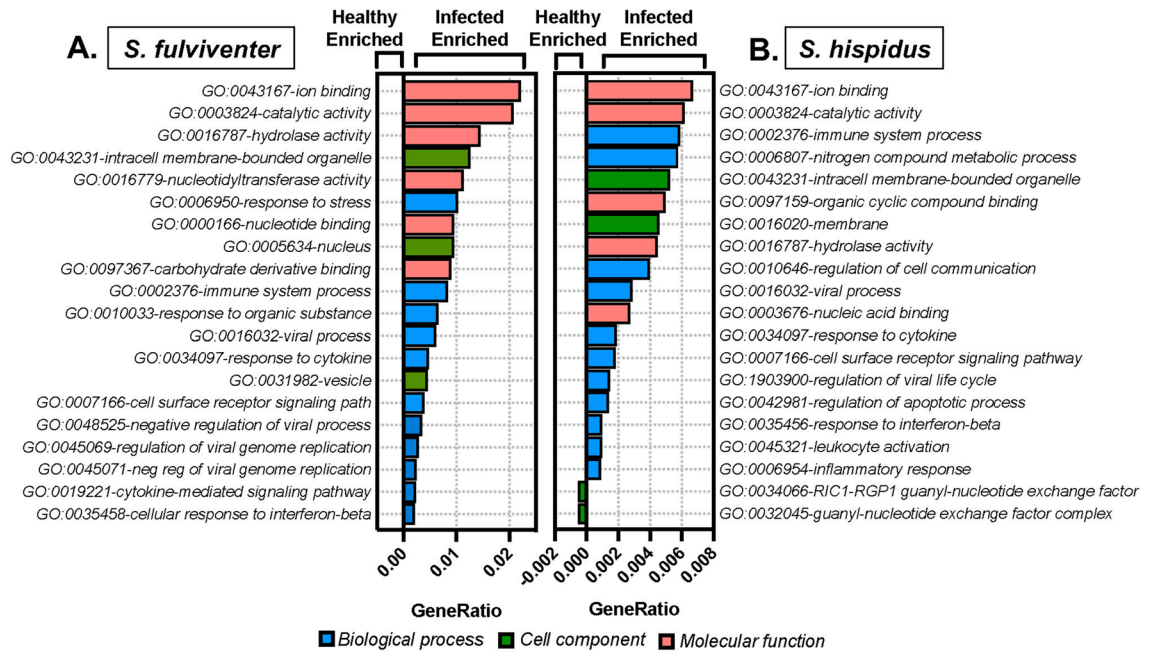 A.
S. fulviventer
Healthy
Enriched
Infected
Enriched
Healthy
Enriched
Infected
Enriched
B.
S. hispidus
GO:0043167-ion binding
GO:0003824-catalytic activity
GO:0016787-hydrolase activity
GO:0043231-intracell membrane-bounded organelle
GO:0016779-nucleotidyltransferase activity
GO:0006950-response to stress
GO:0000166-nucleotide binding
GO:0005634-nucleus
GO:0097367-carbohydrate derivative binding
GO:0002376-immune system process
GO:0010033-response to organic substance
GO:0016032-viral process
GO:0034097-response to cytokine
GO:0031982-vesicle
GO:0007166-cell surface receptor signaling path
GO:0048525-negative regulation of viral process
GO:0045069-regulation of viral genome replication
GO:0045071-neg reg of viral genome replication
GO:0019221-cytokine-mediated signaling pathway
GO:0035458-cellular response to interferon-beta
0.00
0.01
0.02
GeneRatio
GO:0043167-ion binding
GO:0003824-catalytic activity
GO:0002376-immune system process
GO:0006807-nitrogen compound metabolic process
GO:0043231-intracell membrane-bounded organelle
GO:0097159-organic cyclic compound binding
GO:0016020-membrane
GO:0016787-hydrolase activity
GO:0010646-regulation of cell communication
GO:0016032-viral process
GO:0003676-nucleic acid binding
GO:0034097-response to cytokine
GO:0007166-cell surface receptor signaling pathway
GO:1903900-regulation of viral life cycle
GO:0042981-regulation of apoptotic process
GO:0035456-response to interferon-beta
GO:0045321-leukocyte activation
GO:0006954-inflammatory response
GO:0034066-RIC1-RGP1 guanyl-nucleotide exchange factor
GO:0032045-guanyl-nucleotide exchange factor complex
-0.002
0.000
0.002
0.004
0.006
0.008
GeneRatio
Biological process
Cell component
Molecular function